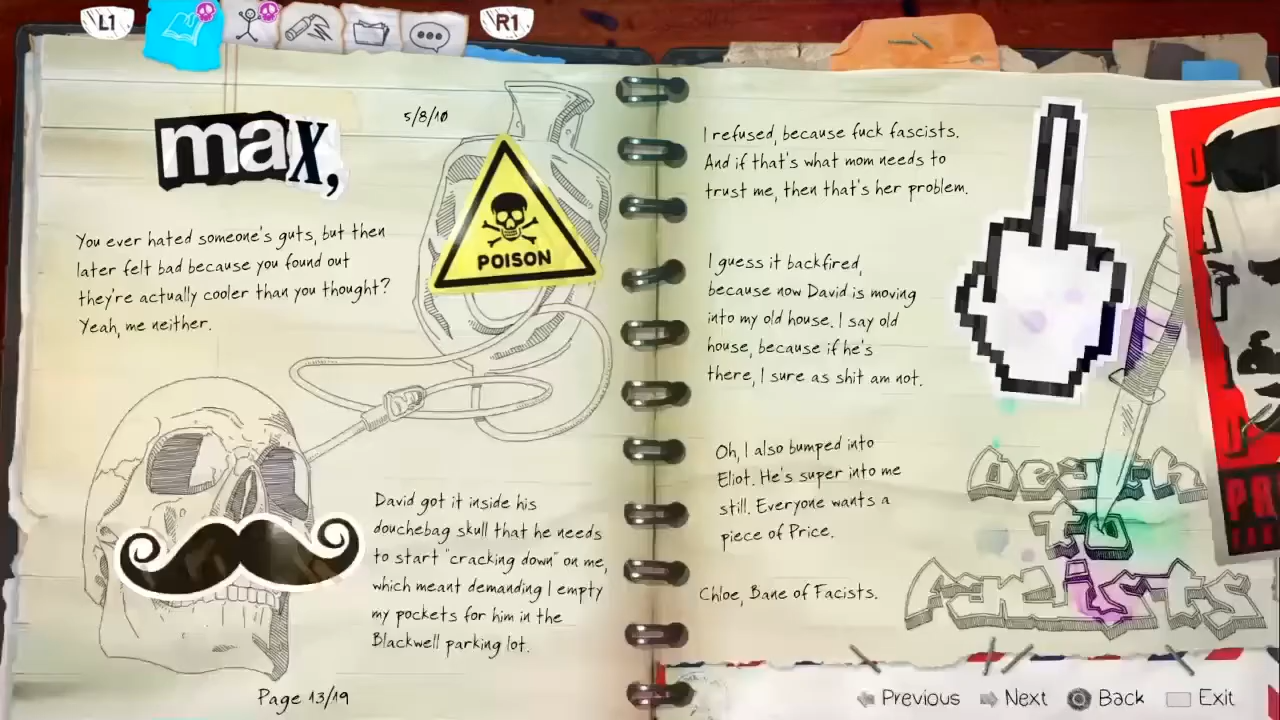 L1
R1
max,
5/8/10
POISON
You ever hated someone's guts, but then
later felt bad because you found out
they're actually cooler than you thought?
Yeah, me neither.
David got it inside his
douchebag skull that he needs
to start "cracking down" on me,
which meant demanding I empty
my pockets for him in the
Blackwell parking lot.
Page 13/19
I refused, because fuck fascists.
And if that's what mom needs to
trust me, then that's her problem.
I guess it backfired,
because now David is moving
into my old house. I say old
house, because if he's
there, I sure as shit am not.
Oh, I also bumped into
Eliot. He's super into me
still. Everyone wants a
piece of Price.
Chloe, Bane of Facists.
Death
to
PR
Previous
Next
Back
Exit